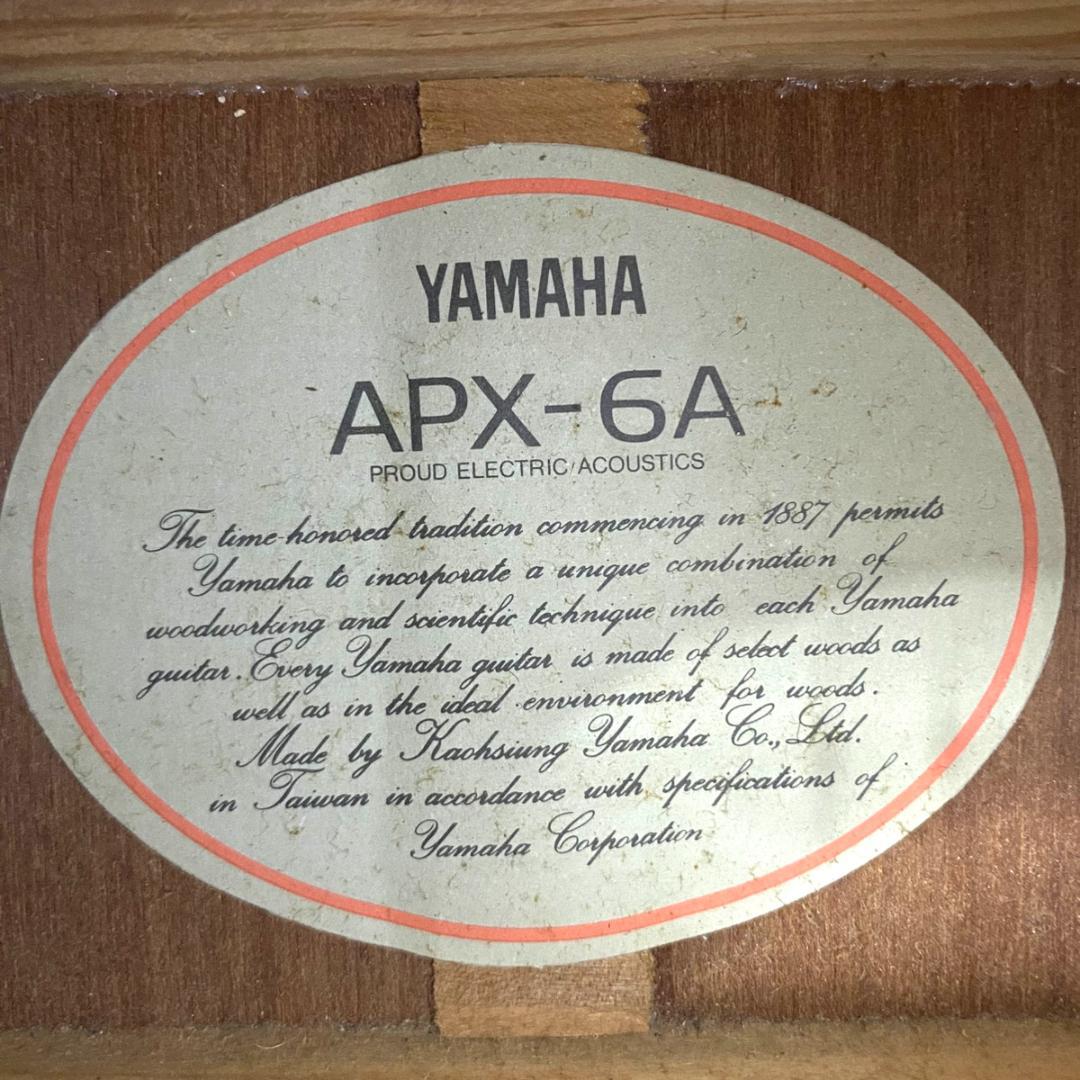 YAMAHA
APX-6A
PROUD ELECTRIC/ACOUSTICS
The time-honored tradition commencing in 1887 permits
Yamaha to incorporate a unique combination of
woodworking and scientific technique into each Yamaha
guitar. Every Yamaha guitar is made of select woods as
well as in the ideal environment for woods.
Made by Kaohsiung Yamaha Co., Ltd.
in Taiwan in accordance with specifications of
Yamaha Corporation